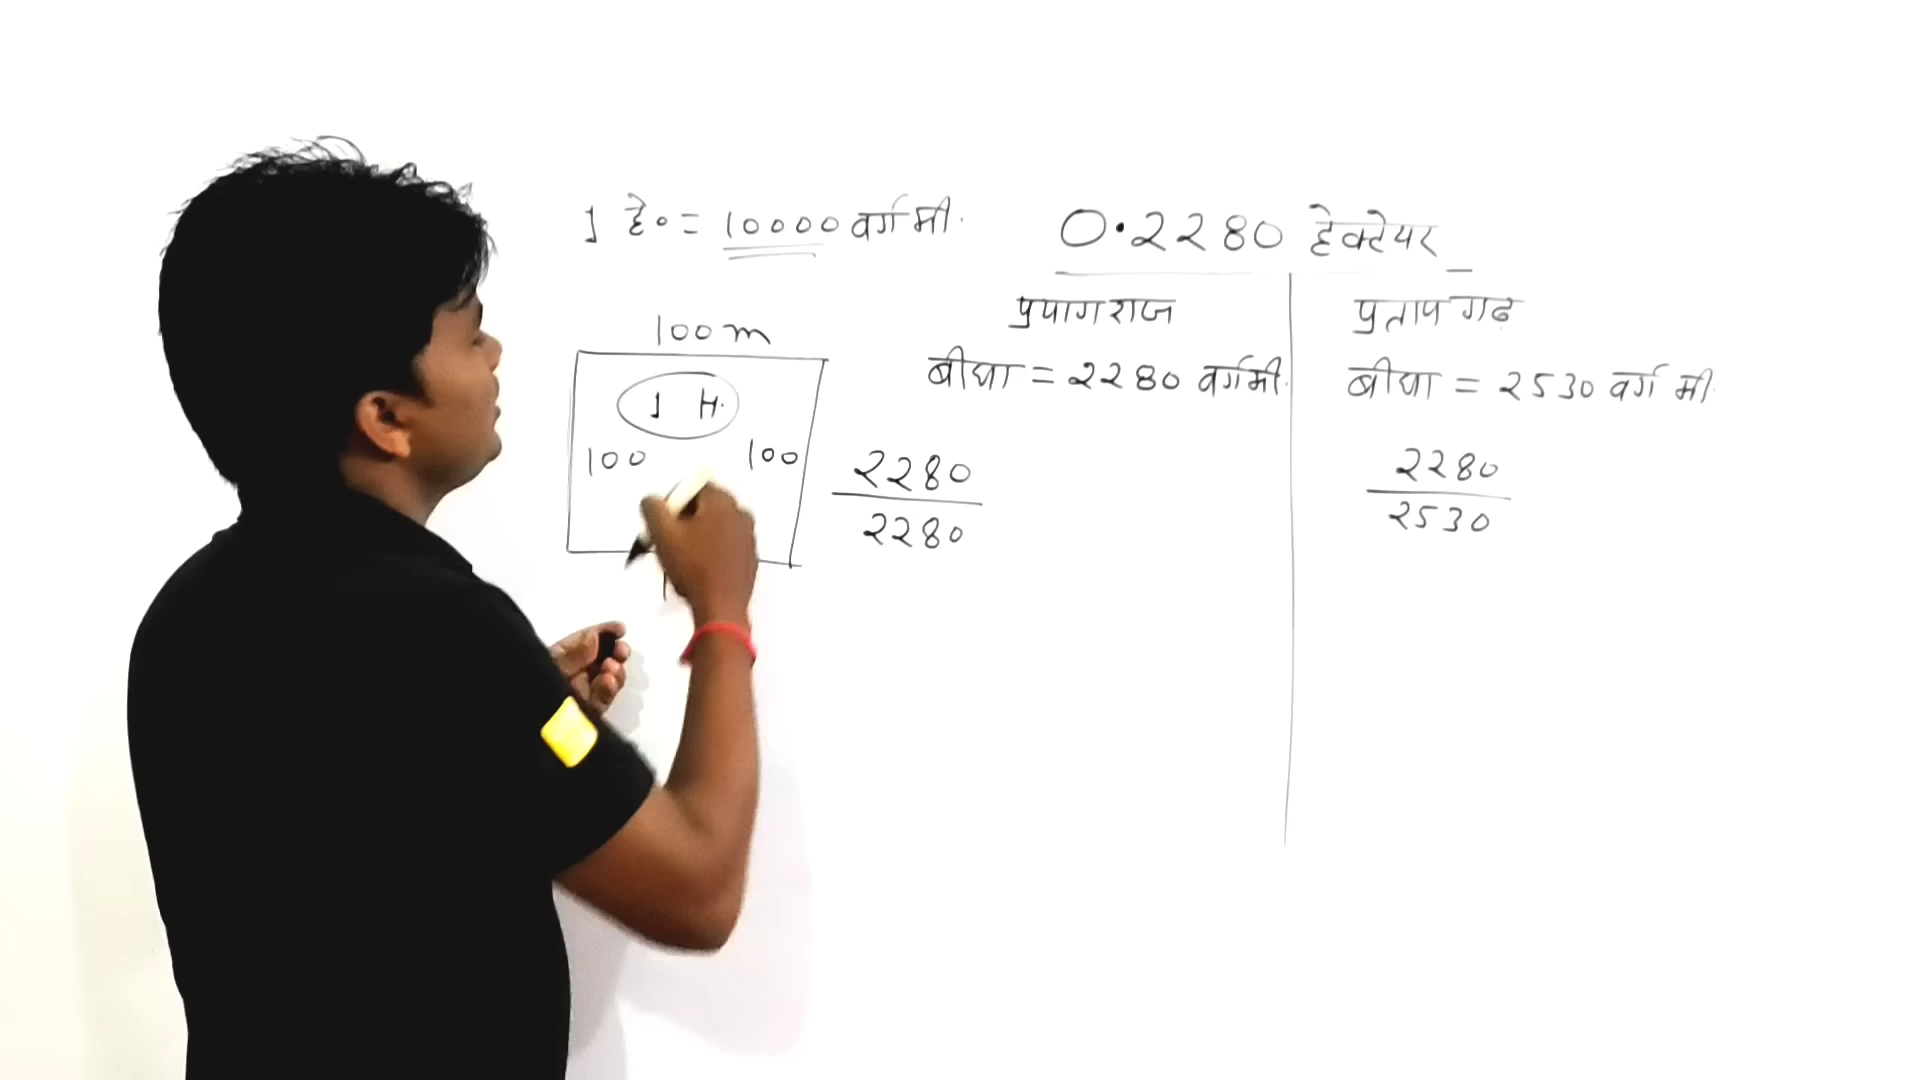 1 हे० = 10000 वर्ग मी.
100 m
1 H.
100 100
2280
2280
0.2280 हेक्टेयर
प्रयागराज
बीघा = 2280 वर्ग मी.
प्रतापगढ
बीघा = 2530 वर्ग मी.
2280
2530